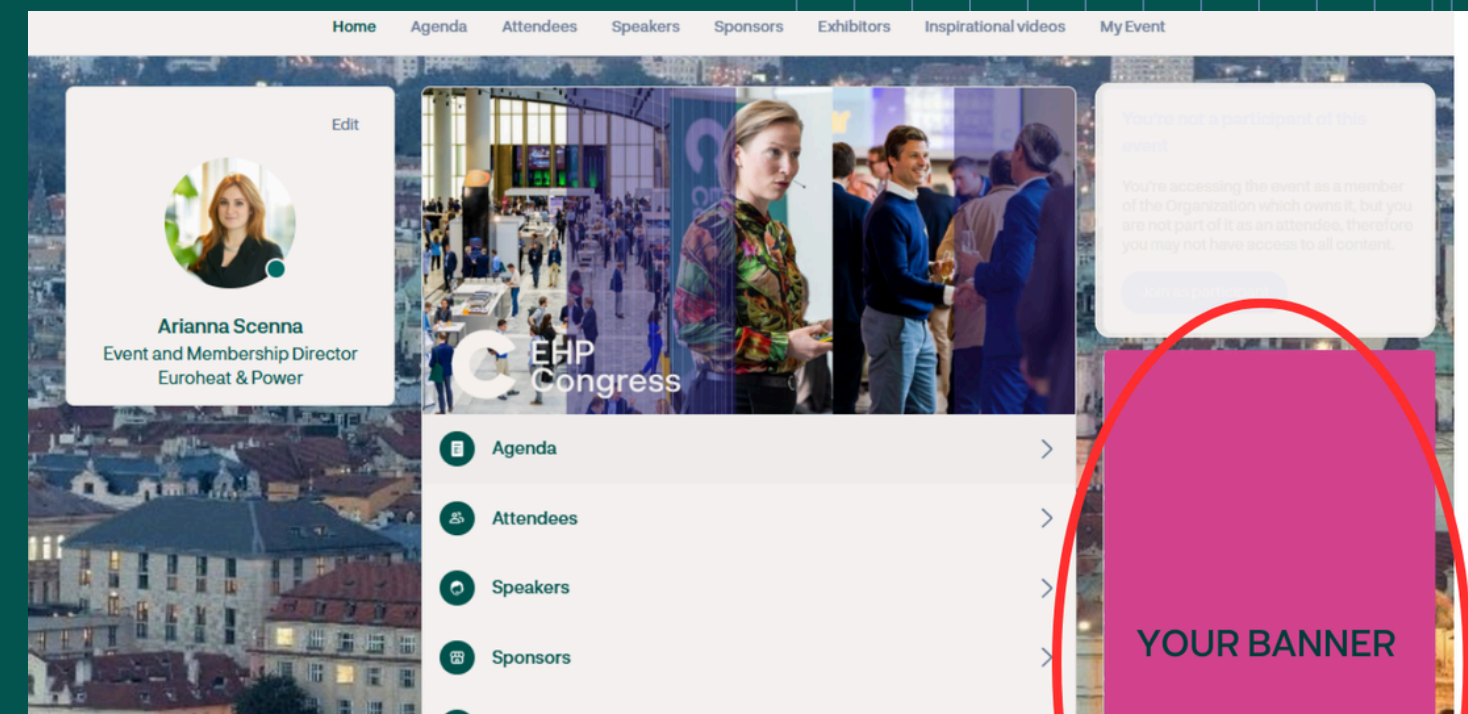 Home Agenda Attendees Speakers Sponsors Exhibitors Inspirational videos My Event
Edit
Arianna Scenna
Event and Membership Director
Euroheat & Power
EHP
Congress
Agenda
Attendees
Speakers
Sponsors
You're not a participant of this
event
You're accessing the event as a member
of the Organization which owns it, but you
are not part of it as an attendee, therefore
you may not have access to all content.
YOUR BANNER